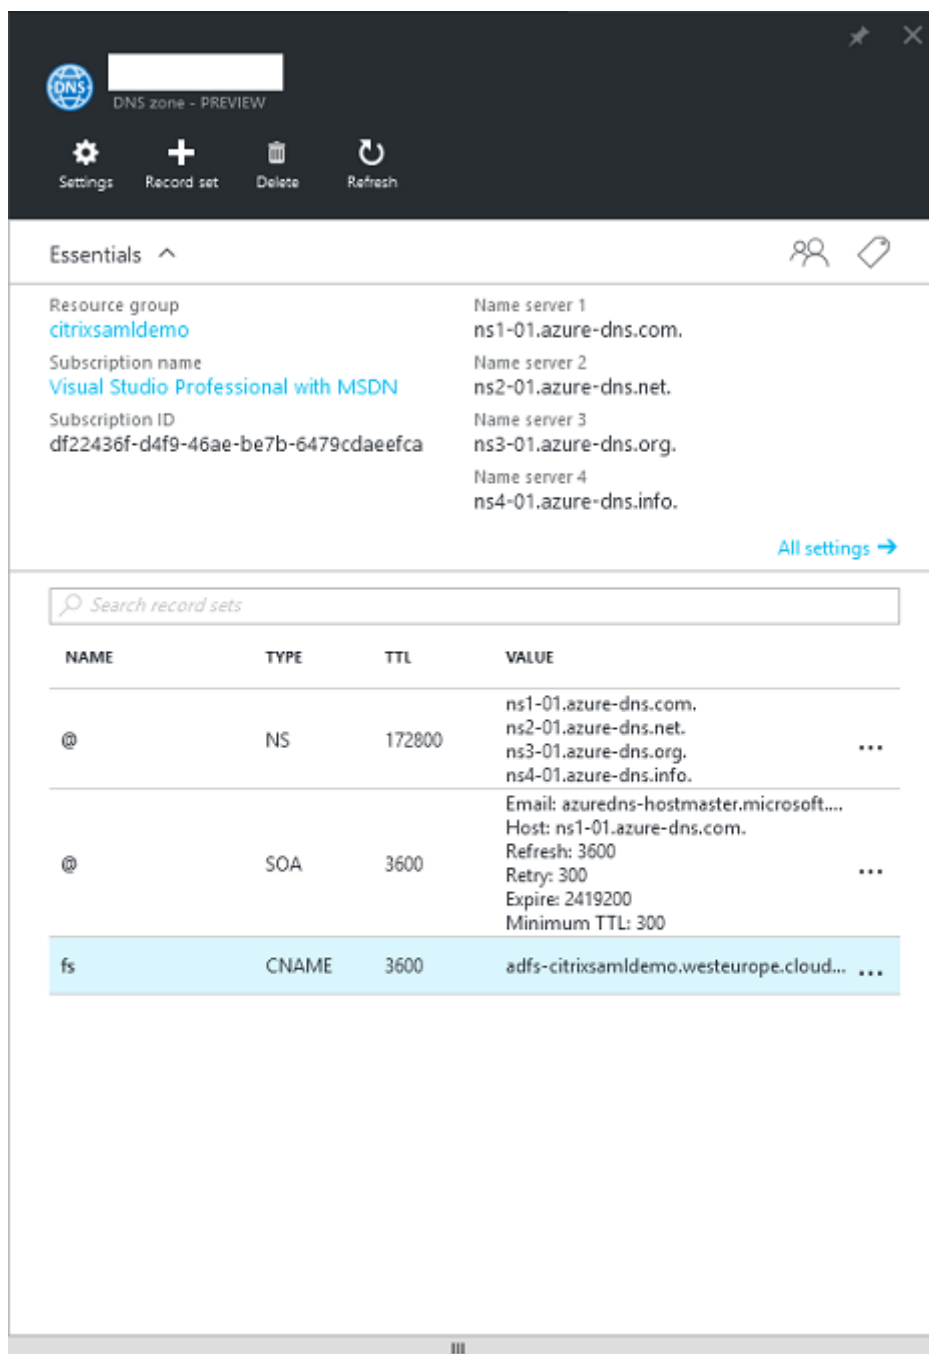 DNS
DNS zone - PREVIEW
Settings
Record set
Delete
Refresh
Essentials
Resource group
citrixsamldemo
Subscription name
Visual Studio Professional with MSDN
Subscription ID
df22436f-d4f9-46ae-be7b-6479cdaeefca
Name server 1
ns1-01.azure-dns.com.
Name server 2
ns2-01.azure-dns.net.
Name server 3
ns3-01.azure-dns.org.
Name server 4
ns4-01.azure-dns.info.
All settings →
Search record sets
NAME TYPE TTL VALUE
@ NS 172800 ns1-01.azure-dns.com.
ns2-01.azure-dns.net.
ns3-01.azure-dns.org.
ns4-01.azure-dns.info.
...
@ SOA 3600 Email: azuredns-hostmaster.microsoft....
Host: ns1-01.azure-dns.com.
Refresh: 3600
Retry: 300
Expire: 2419200
Minimum TTL: 300
...
fs CNAME 3600 adfs-citrixsamldemo.westeurope.cloud... ...